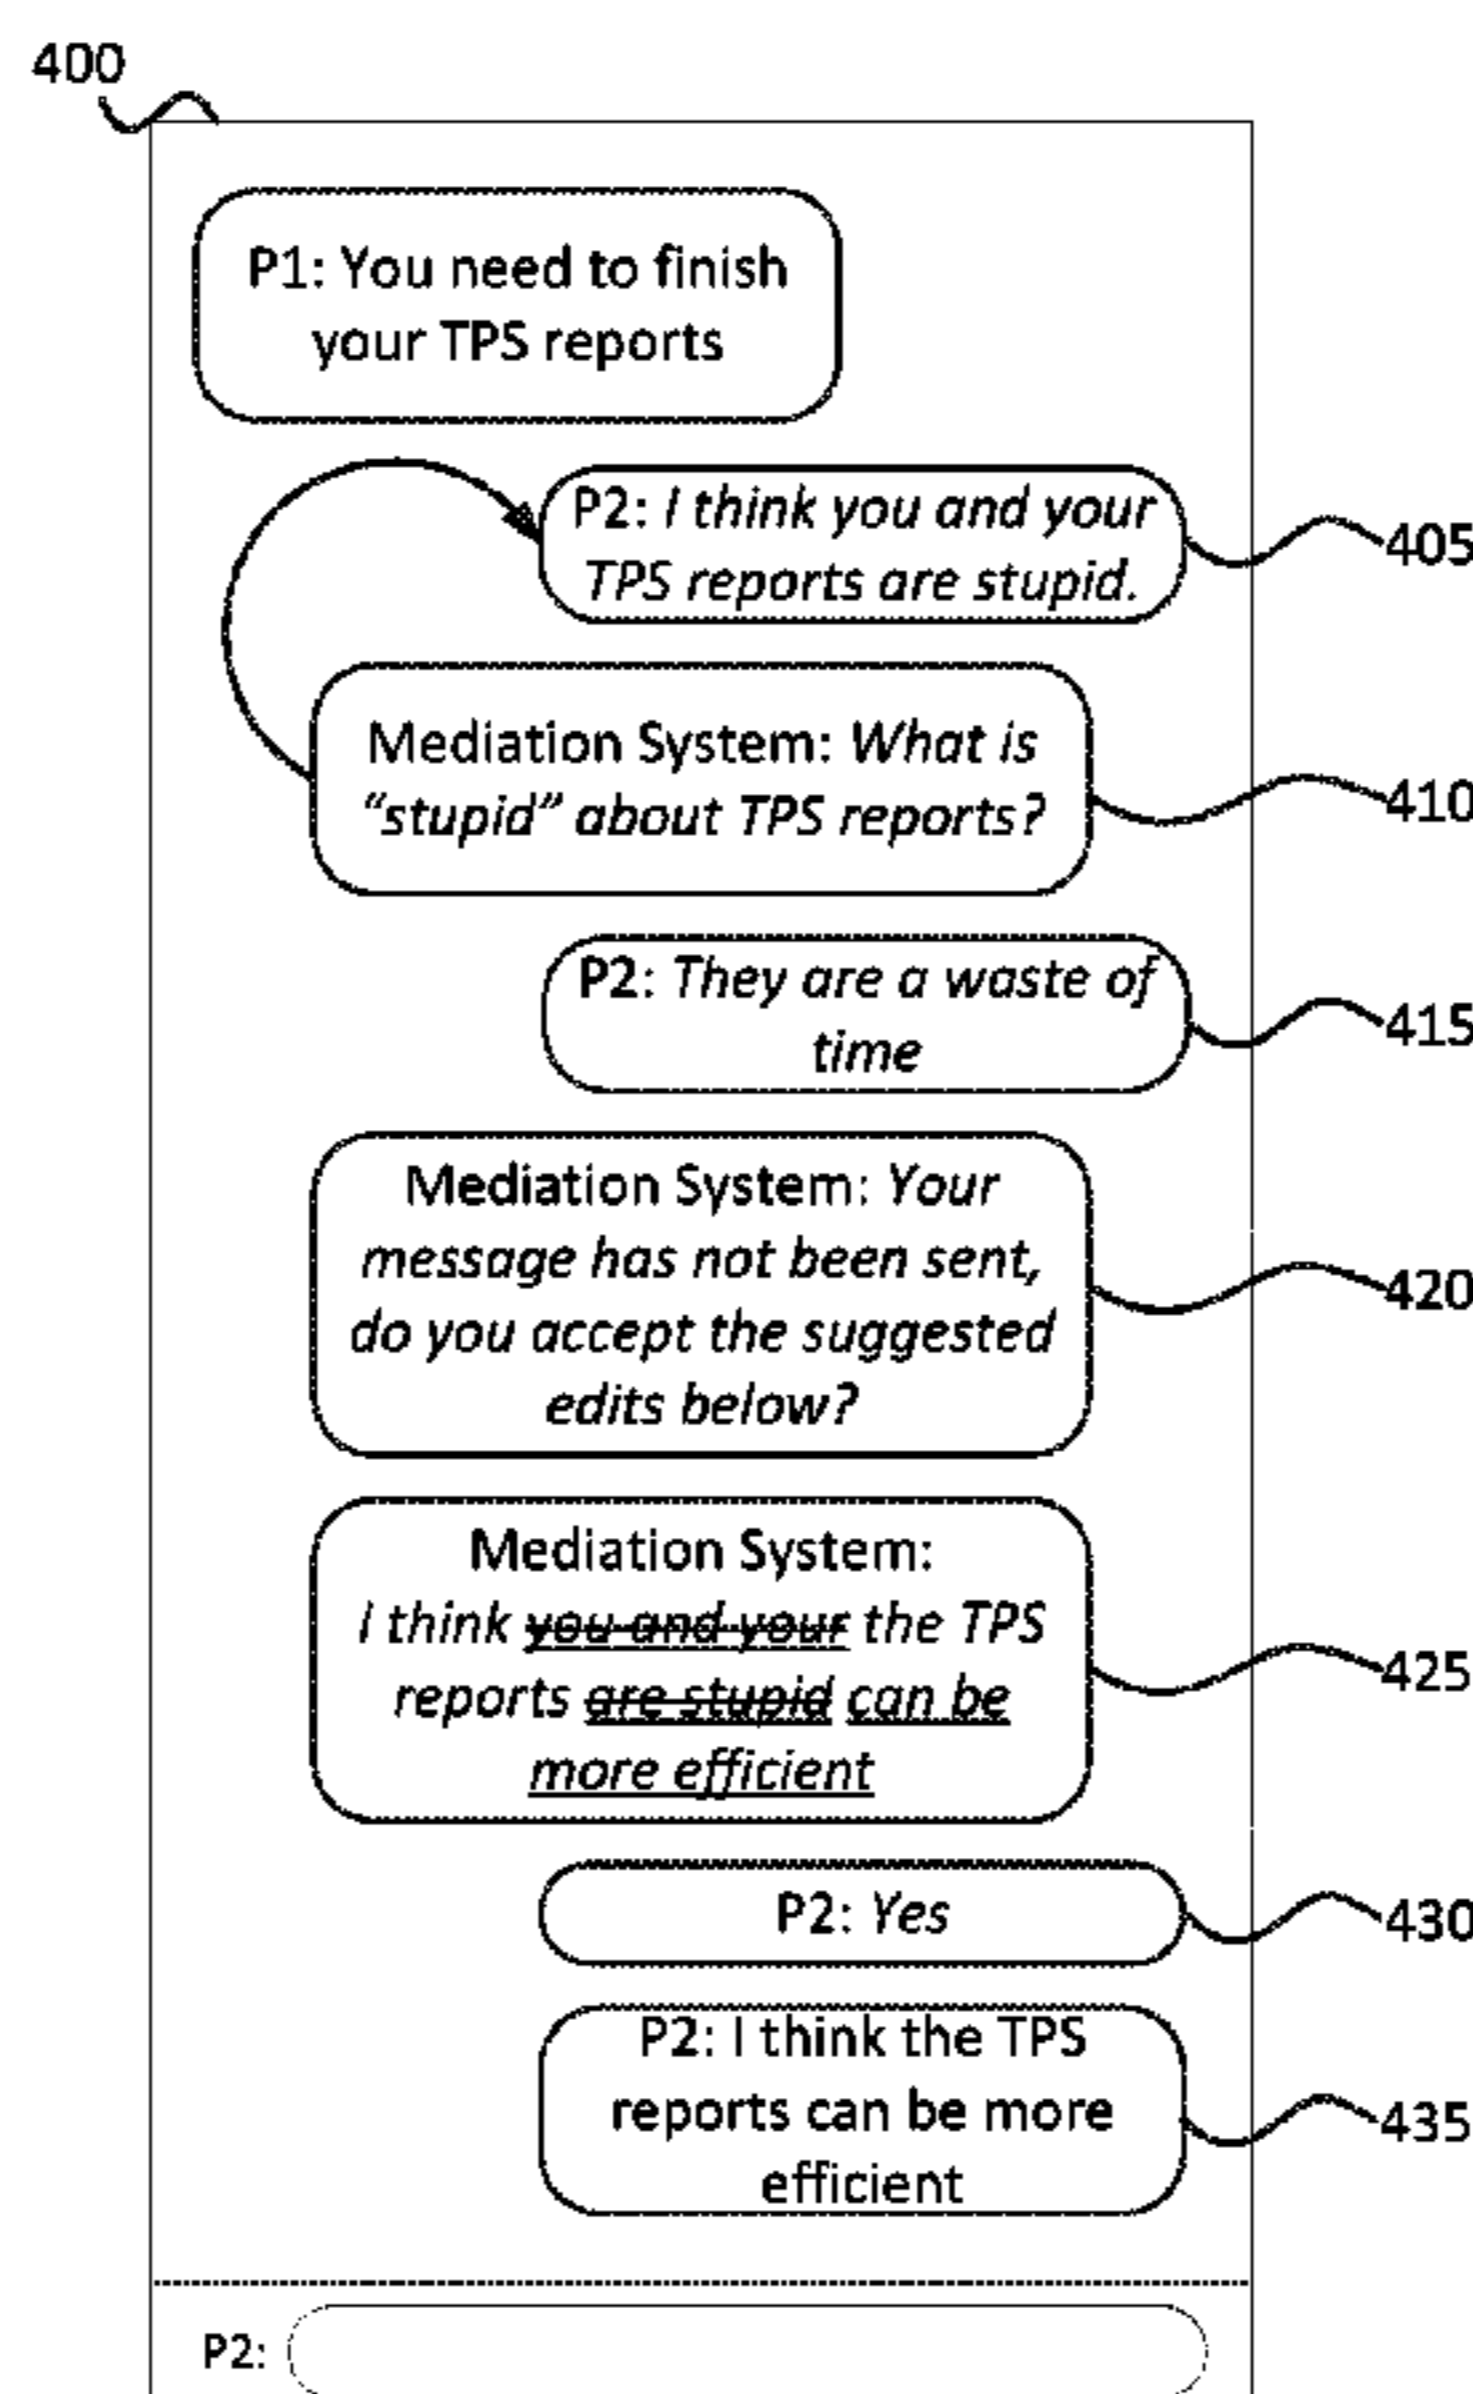 400
P1: You need to finish
your TPS reports
P2: I think you and your
TPS reports are stupid.
405
Mediation System: What is
“stupid” about TPS reports?
410
P2: They are a waste of
time
415
Mediation System: Your
message has not been sent,
do you accept the suggested
edits below?
420
Mediation System:
I think you and your the TPS
reports are stupid can be
more efficient
425
P2: Yes
430
P2: I think the TPS
reports can be more
efficient
435
P2: